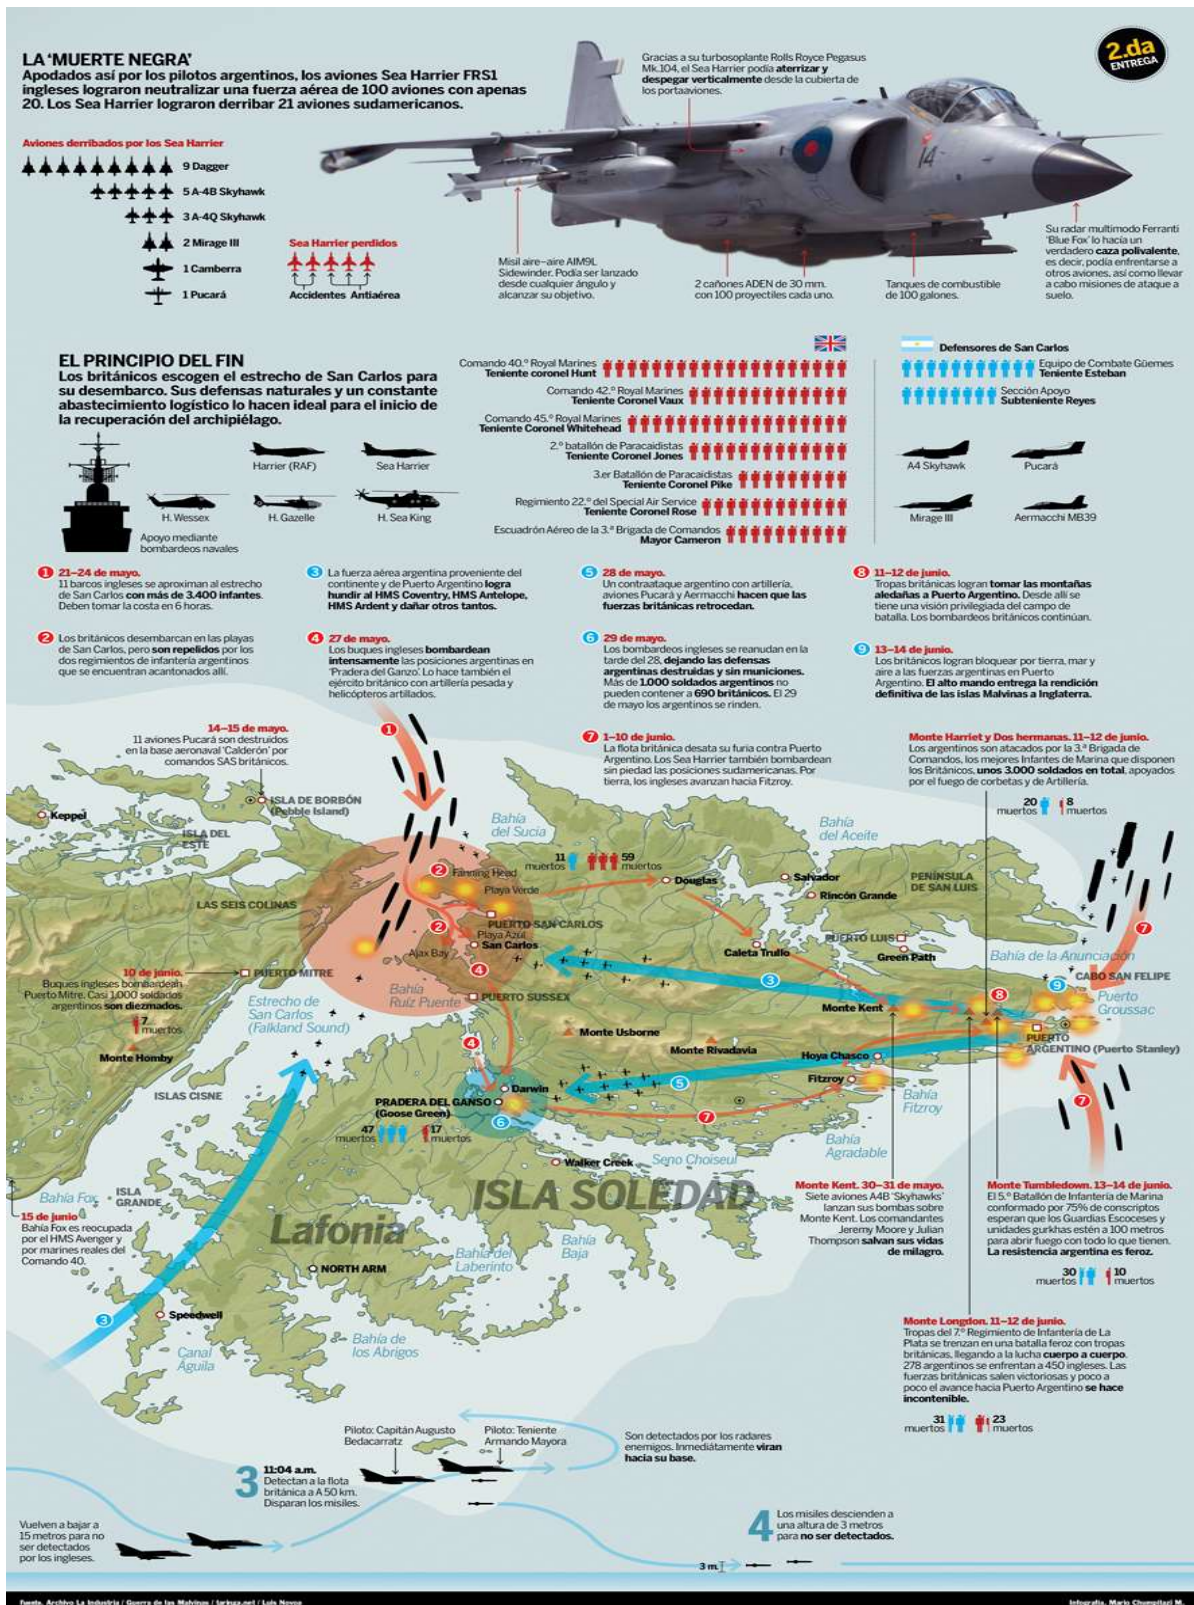 LA 'MUERTE NEGRA'
Apodados así por los pilotos argentinos, los aviones Sea Harrier FRS1
ingleses lograron neutralizar una fuerza aérea de 100 aviones con apenas
20. Los Sea Harrier lograron derribar 21 aviones sudamericanos.
Gracias a su turbosoplante Rolls Royce Pegasus
Mk.104, el Sea Harrier podía aterrizar y
despegar verticalmente desde la cubierta de
los portaaviones.
2.da
ENTREGA
Aviones derribados por los Sea Harrier
9 Dagger
5 A-4B Skyhawk
3 A-4Q Skyhawk
2 Mirage III
1 Camberra
1 Pucará
Sea Harrier perdidos
Accidentes Antiaérea
14
Misil aire-aire AIM9L
Sidewinder. Podía ser lanzado
desde cualquier ángulo y
alcanzar su objetivo.
2 cañones ADEN de 30 mm.
con 100 proyectiles cada uno.
Tanques de combustible
de 100 galones.
Su radar multimodo Ferranti
'Blue Fox' lo hacía un
verdadero caza polivalente,
es decir, podía enfrentarse a
otros aviones, así como llevar
a cabo misiones de ataque a
suelo.
EL PRINCIPIO DEL FIN
Los británicos escogen el estrecho de San Carlos para
su desembarco. Sus defensas naturales y un constante
abastecimiento logístico lo hacen ideal para el inicio de
la recuperación del archipiélago.
Harrier (RAF)
Sea Harrier
H. Wessex
H. Gazelle
H. Sea King
Apoyo mediante
bombardeos navales
Comando 40.º Royal Marines
Teniente coronel Hunt
Comando 42.º Royal Marines
Teniente Coronel Vaux
Comando 45.º Royal Marines
Teniente Coronel Whitehead
2.º batallón de Paracaidistas
Teniente Coronel Jones
3.er Batallón de Paracaidistas
Teniente Coronel Pike
Regimiento 22.º del Special Air Service
Teniente Coronel Rose
Escuadrón Aéreo de la 3.ª Brigada de Comandos
Mayor Cameron
Defensores de San Carlos
Equipo de Combate Güemes
Teniente Esteban
Sección Apoyo
Subteniente Reyes
A4 Skyhawk
Pucará
Mirage III
Aermacchi MB39
1 21-24 de mayo.
11 barcos ingleses se aproximan al estrecho
de San Carlos con más de 3.400 infantes.
Deben tomar la costa en 6 horas.
2 Los británicos desembarcan en las playas
de San Carlos, pero son repelidos por los
dos regimientos de infantería argentinos
que se encuentran acantonados allí.
3 La fuerza aérea argentina proveniente del
continente y de Puerto Argentino logra
hundir al HMS Coventry, HMS Antelope,
HMS Ardent y dañar otros tantos.
4 27 de mayo.
Los buques ingleses bombardean
intensamente las posiciones argentinas en
'Pradera del Ganzo'. Lo hace también el
ejército británico con artillería pesada y
helicópteros artillados.
5 28 de mayo.
Un contraataque argentino con artillería,
aviones Pucará y Aermacchi hacen que las
fuerzas británicas retrocedan.
6 29 de mayo.
Los bombardeos ingleses se reanudan en la
tarde del 28, dejando las defensas
argentinas destruidas y sin municiones.
Más de 1.000 soldados argentinos no
pueden contener a 690 británicos. El 29
de mayo los argentinos se rinden.
7 1-10 de junio.
La flota británica desata su furia contra Puerto
Argentino. Los Sea Harrier también bombardean
sin piedad las posiciones sudamericanas. Por
tierra, los ingleses avanzan hacia Fitzroy.
8 11-12 de junio.
Tropas británicas logran tomar las montañas
aledañas a Puerto Argentino. Desde allí se
tiene una visión privilegiada del campo de
batalla. Los bombardeos británicos continúan.
9 13-14 de junio.
Los británicos logran bloquear por tierra, mar y
aire a las fuerzas argentinas en Puerto
Argentino. El alto mando entrega la rendición
definitiva de las islas Malvinas a Inglaterra.
14-15 de mayo.
11 aviones Pucará son destruidos
en la base aeronaval 'Calderón' por
comandos SAS británicos.
Monte Harriet y Dos hermanas. 11-12 de junio.
Los argentinos son atacados por la 3.ª Brigada de
Comandos, los mejores Infantes de Marina que disponen
los Británicos, unos 3.000 soldados en total, apoyados
por el fuego de corbetas y de Artillería.
20
muertos
8
muertos
1
ISLA DE BORBÓN
(Pebble Island)
Keppel
ISLA DEL
ESTE
Bahía
del Sucia
Bahía
del Aceite
11
muertos
59
muertos
2
Fanning Head
Playa Verde
Douglas
Salvador
Rincón Grande
PENÍNSULA
DE SAN LUIS
LAS SEIS COLINAS
PUERTO SAN CARLOS
2
Playa Azul
San Carlos
Ajax Bay
Caleta Trullo
PUERTO LUIS
Green Path
Bahía de la Anunciación
7
4
3
CABO SAN FELIPE
9
Puerto
Groussac
10 de junio.
Buques ingleses bombardean
Puerto Mitre. Casi 1.000 soldados
argentinos son diezmados.
7
muertos
PUERTO MITRE
Estrecho de
San Carlos
(Falkland Sound)
Bahía
Ruiz Puente
PUERTO SUSSEX
Monte Kent
8
Monte Usborne
Monte Rivadavia
PUERTO
ARGENTINO (Puerto Stanley)
Monte Homby
4
Hoya Chasco
Fitzroy
ISLAS CISNE
Darwin
5
PRADERA DEL GANSO
(Goose Green)
47
muertos
17
muertos
6
7
Bahía
Fitzroy
7
Bahía
Agradable
Walker Creek
Seno Choiseul
ISLA SOLEDAD
Bahía Fox
ISLA
GRANDE
15 de junio
Bahía Fox es reocupada
por el HMS Avenger y
por marines reales del
Comando 40.
Lafonia
Bahía del
Laberinto
Bahía
Baja
NORTH ARM
Speedwell
3
Canal
Águila
Bahía de
los Abrigos
Monte Kent. 30-31 de mayo.
Siete aviones A4B 'Skyhawks'
lanzan sus bombas sobre
Monte Kent. Los comandantes
Jeremy Moore y Julian
Thompson salvan sus vidas
de milagro.
Monte Tumbledown. 13-14 de junio.
El 5.º Batallón de Infantería de Marina
conformado por 75% de conscriptos
esperan que los Guardias Escoceses y
unidades gurkhas estén a 100 metros
para abrir fuego con todo lo que tienen.
La resistencia argentina es feroz.
30
muertos
10
muertos
Monte Longdon. 11-12 de junio.
Tropas del 7.º Regimiento de Infantería de La
Plata se trenzan en una batalla feroz con tropas
británicas, llegando a la lucha cuerpo a cuerpo.
278 argentinos se enfrentan a 450 ingleses. Las
fuerzas británicas salen victoriosas y poco a
poco el avance hacia Puerto Argentino se hace
incontenible.
31
muertos
23
muertos
Piloto: Capitán Augusto
Bedacarratz
Piloto: Teniente
Armando Mayora
Son detectados por los radares
enemigos. Inmediátamente viran
hacia su base.
3 11:04 a.m.
Detectan a la flota
británica a A 50 km.
Disparan los misiles.
Vuelven a bajar a
15 metros para no
ser detectados
por los ingleses.
4 Los misiles descienden a
una altura de 3 metros
para no ser detectados.
3 m.
Fuente. Archivo La Industria / Guerra de las Malvinas / taringa.net / Luis Novoa
Infografía. Mario Chumpitazi M.